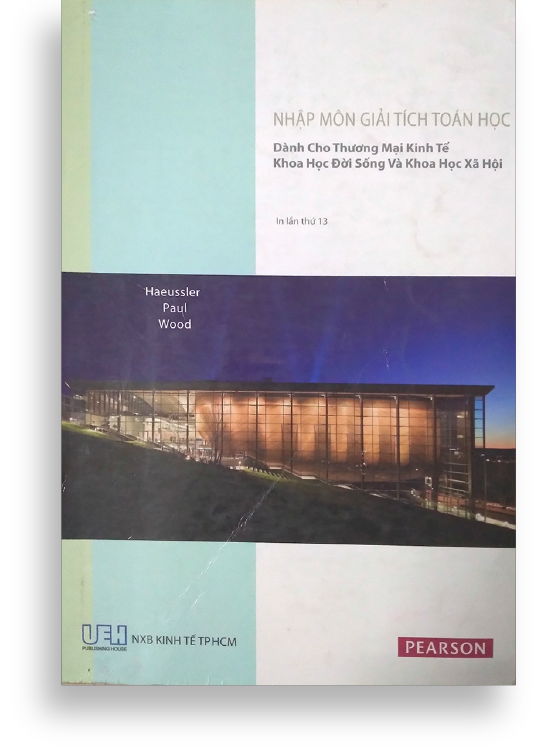 NHẬP MÔN GIẢI TÍCH TOÁN HỌC
Dành Cho Thương Mại Kinh Tế
Khoa Học Đời Sống Và Khoa Học Xã Hội
In lần thứ 13
Haeussler
Paul
Wood
UEH
PUBLISHING HOUSE
NXB KINH TẾ TPHCM
PEARSON